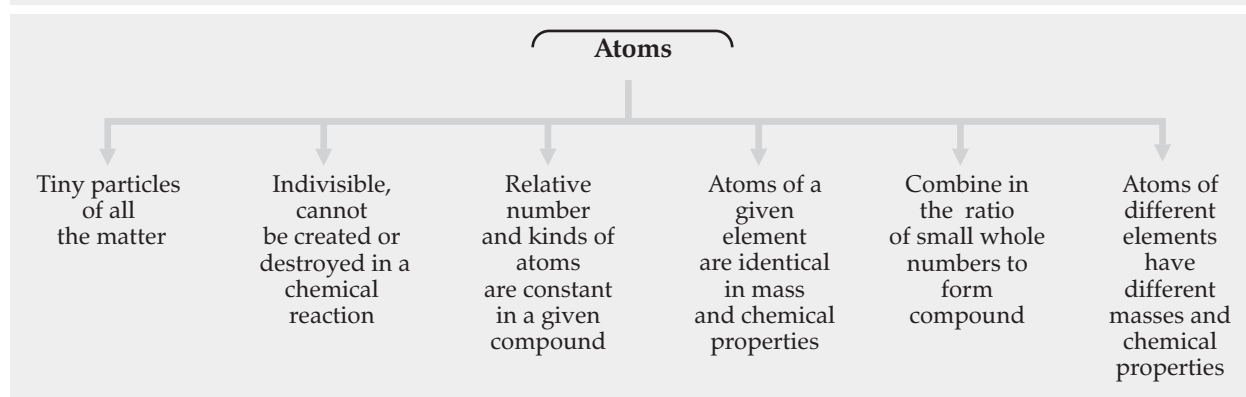 Atoms
Tiny particles
of all
the matter
Indivisible,
cannot
be created or
destroyed in a
chemical
reaction
Relative
number
and kinds of
atoms
are constant
in a given
compound
Atoms of a
given
element
are identical
in mass
and chemical
properties
Combine in
the ratio
of small whole
numbers to
form
compound
Atoms of
different
elements
have
different
masses and
chemical
properties